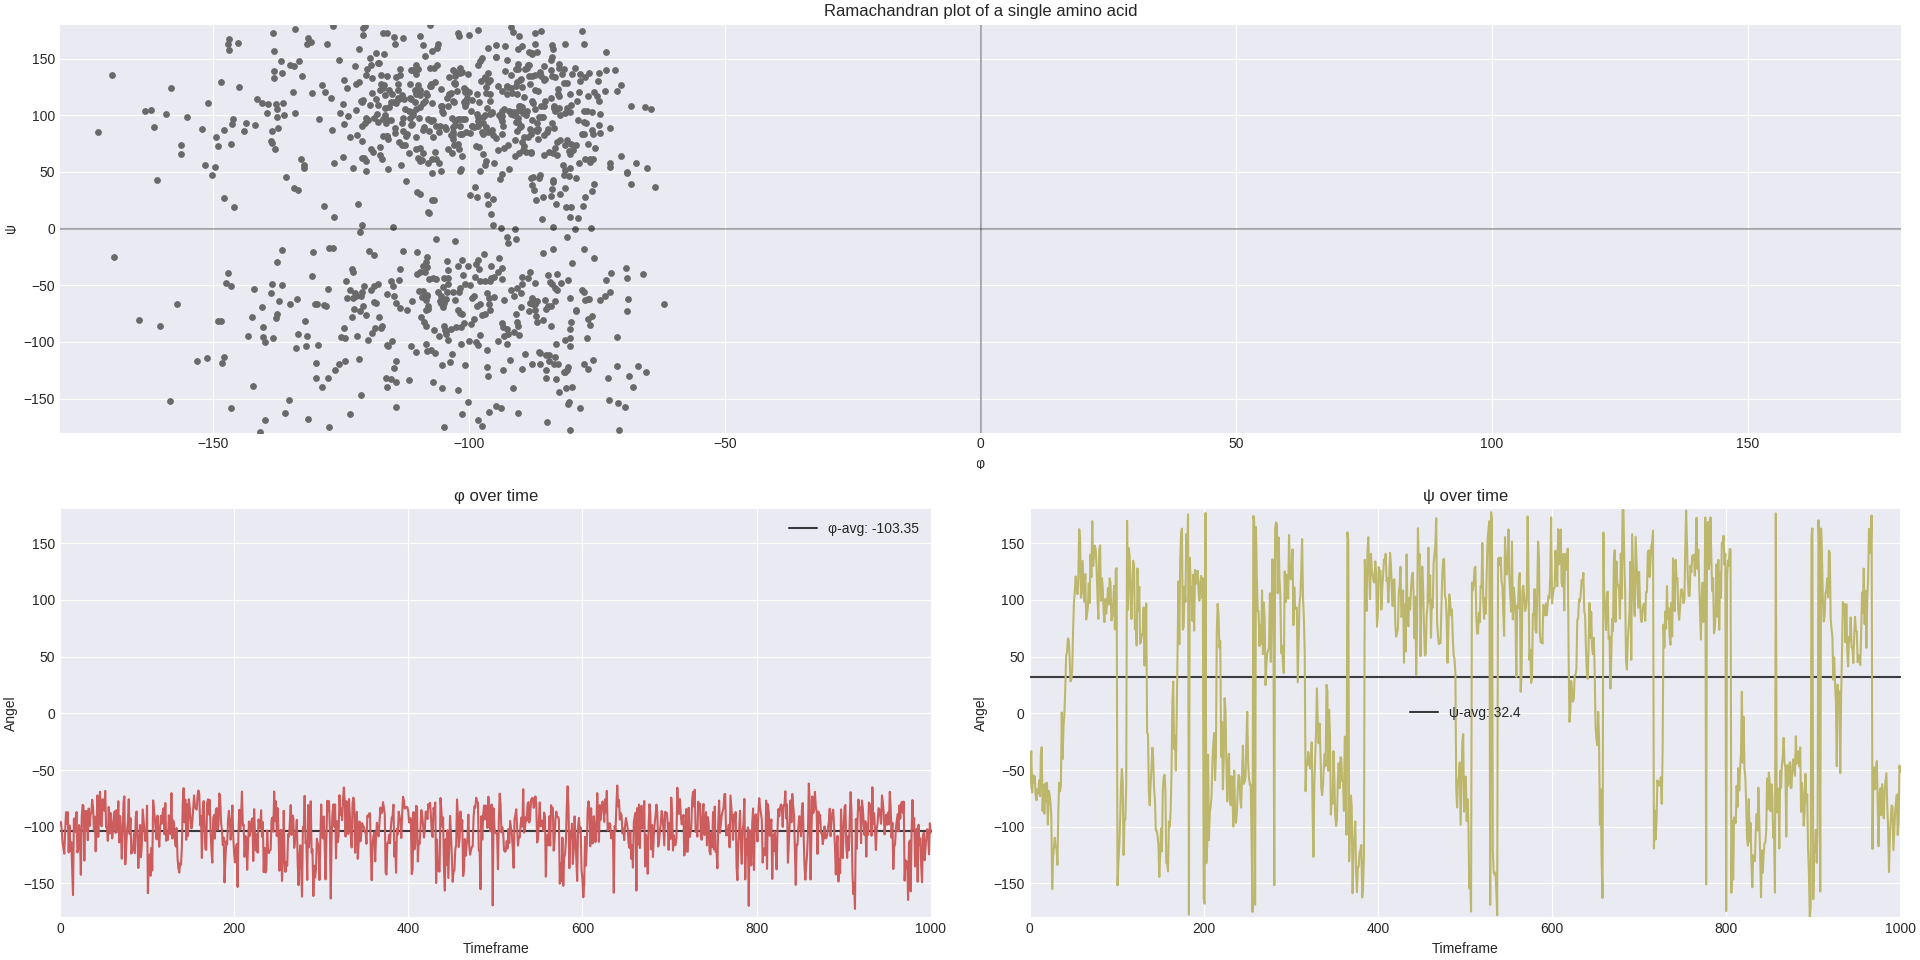 Ramachandran plot of a single amino acid
150
100
50
0
−50
−100
−150
ψ
−150 −100 −50 0 50 100 150
φ
φ over time
φ-avg: -103.35
150
100
50
0
−50
−100
−150
Angel
0 200 400 600 800 1000
Timeframe
ψ over time
150
100
50
0
−50
−100
−150
Angel
ψ-avg: 32.4
0 200 400 600 800 1000
Timeframe